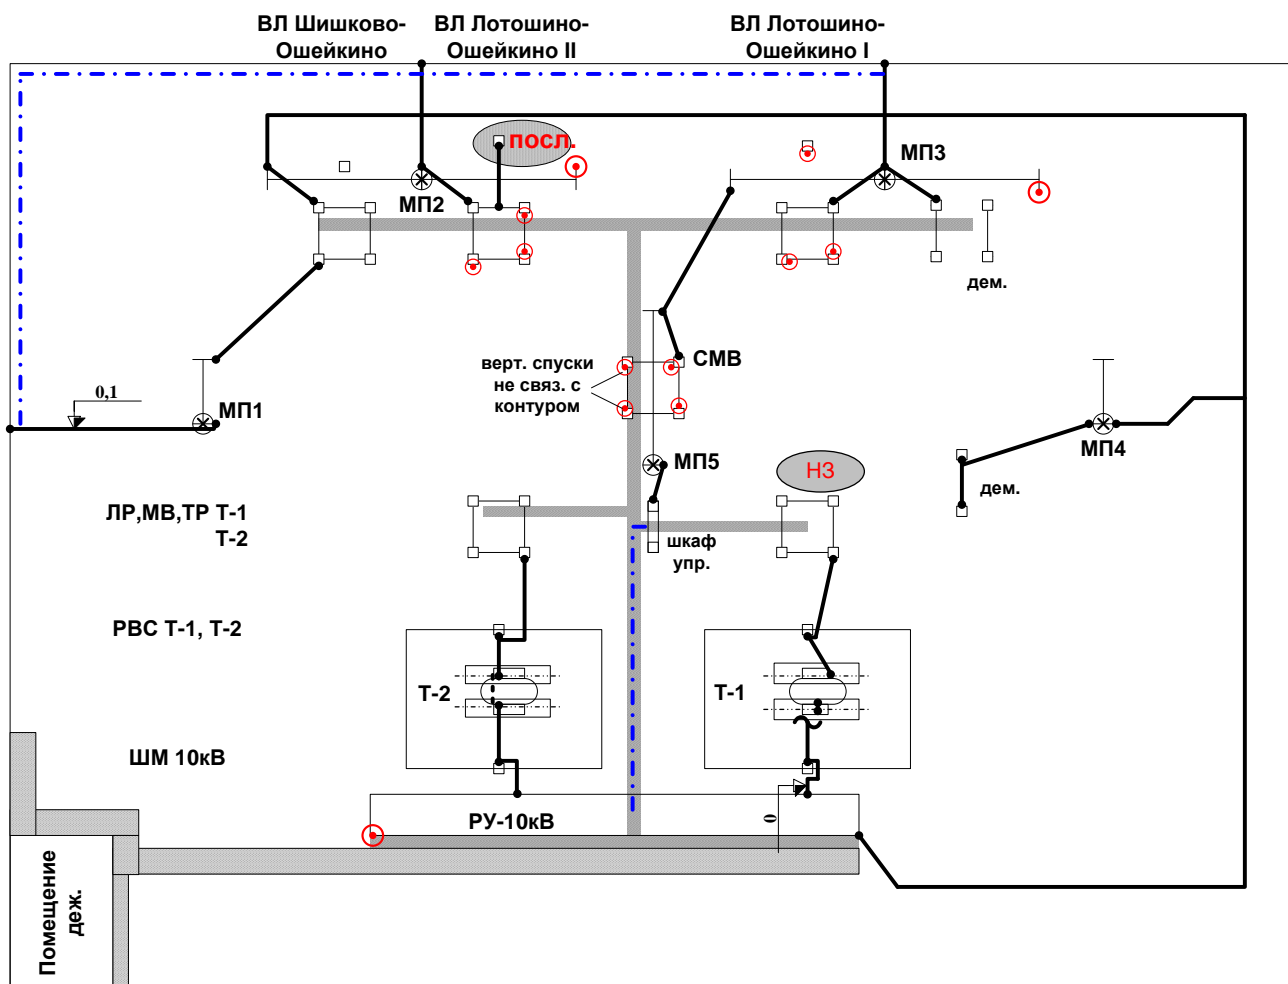 ВЛ Шишково-
Ошейкино
ВЛ Лотошино-
Ошейкино II
ВЛ Лотошино-
Ошейкино I
посл.
МП3
МП2
дем.
верт. спуски
не связ. с
контуром
СМВ
0,1
МП1
МП5
НЗ
МП4
дем.
ЛР,МВ,ТР Т-1
Т-2
шкаф
упр.
РВС Т-1, Т-2
Т-2
Т-1
ШМ 10кВ
РУ-10кВ
0
Помещение
деж.